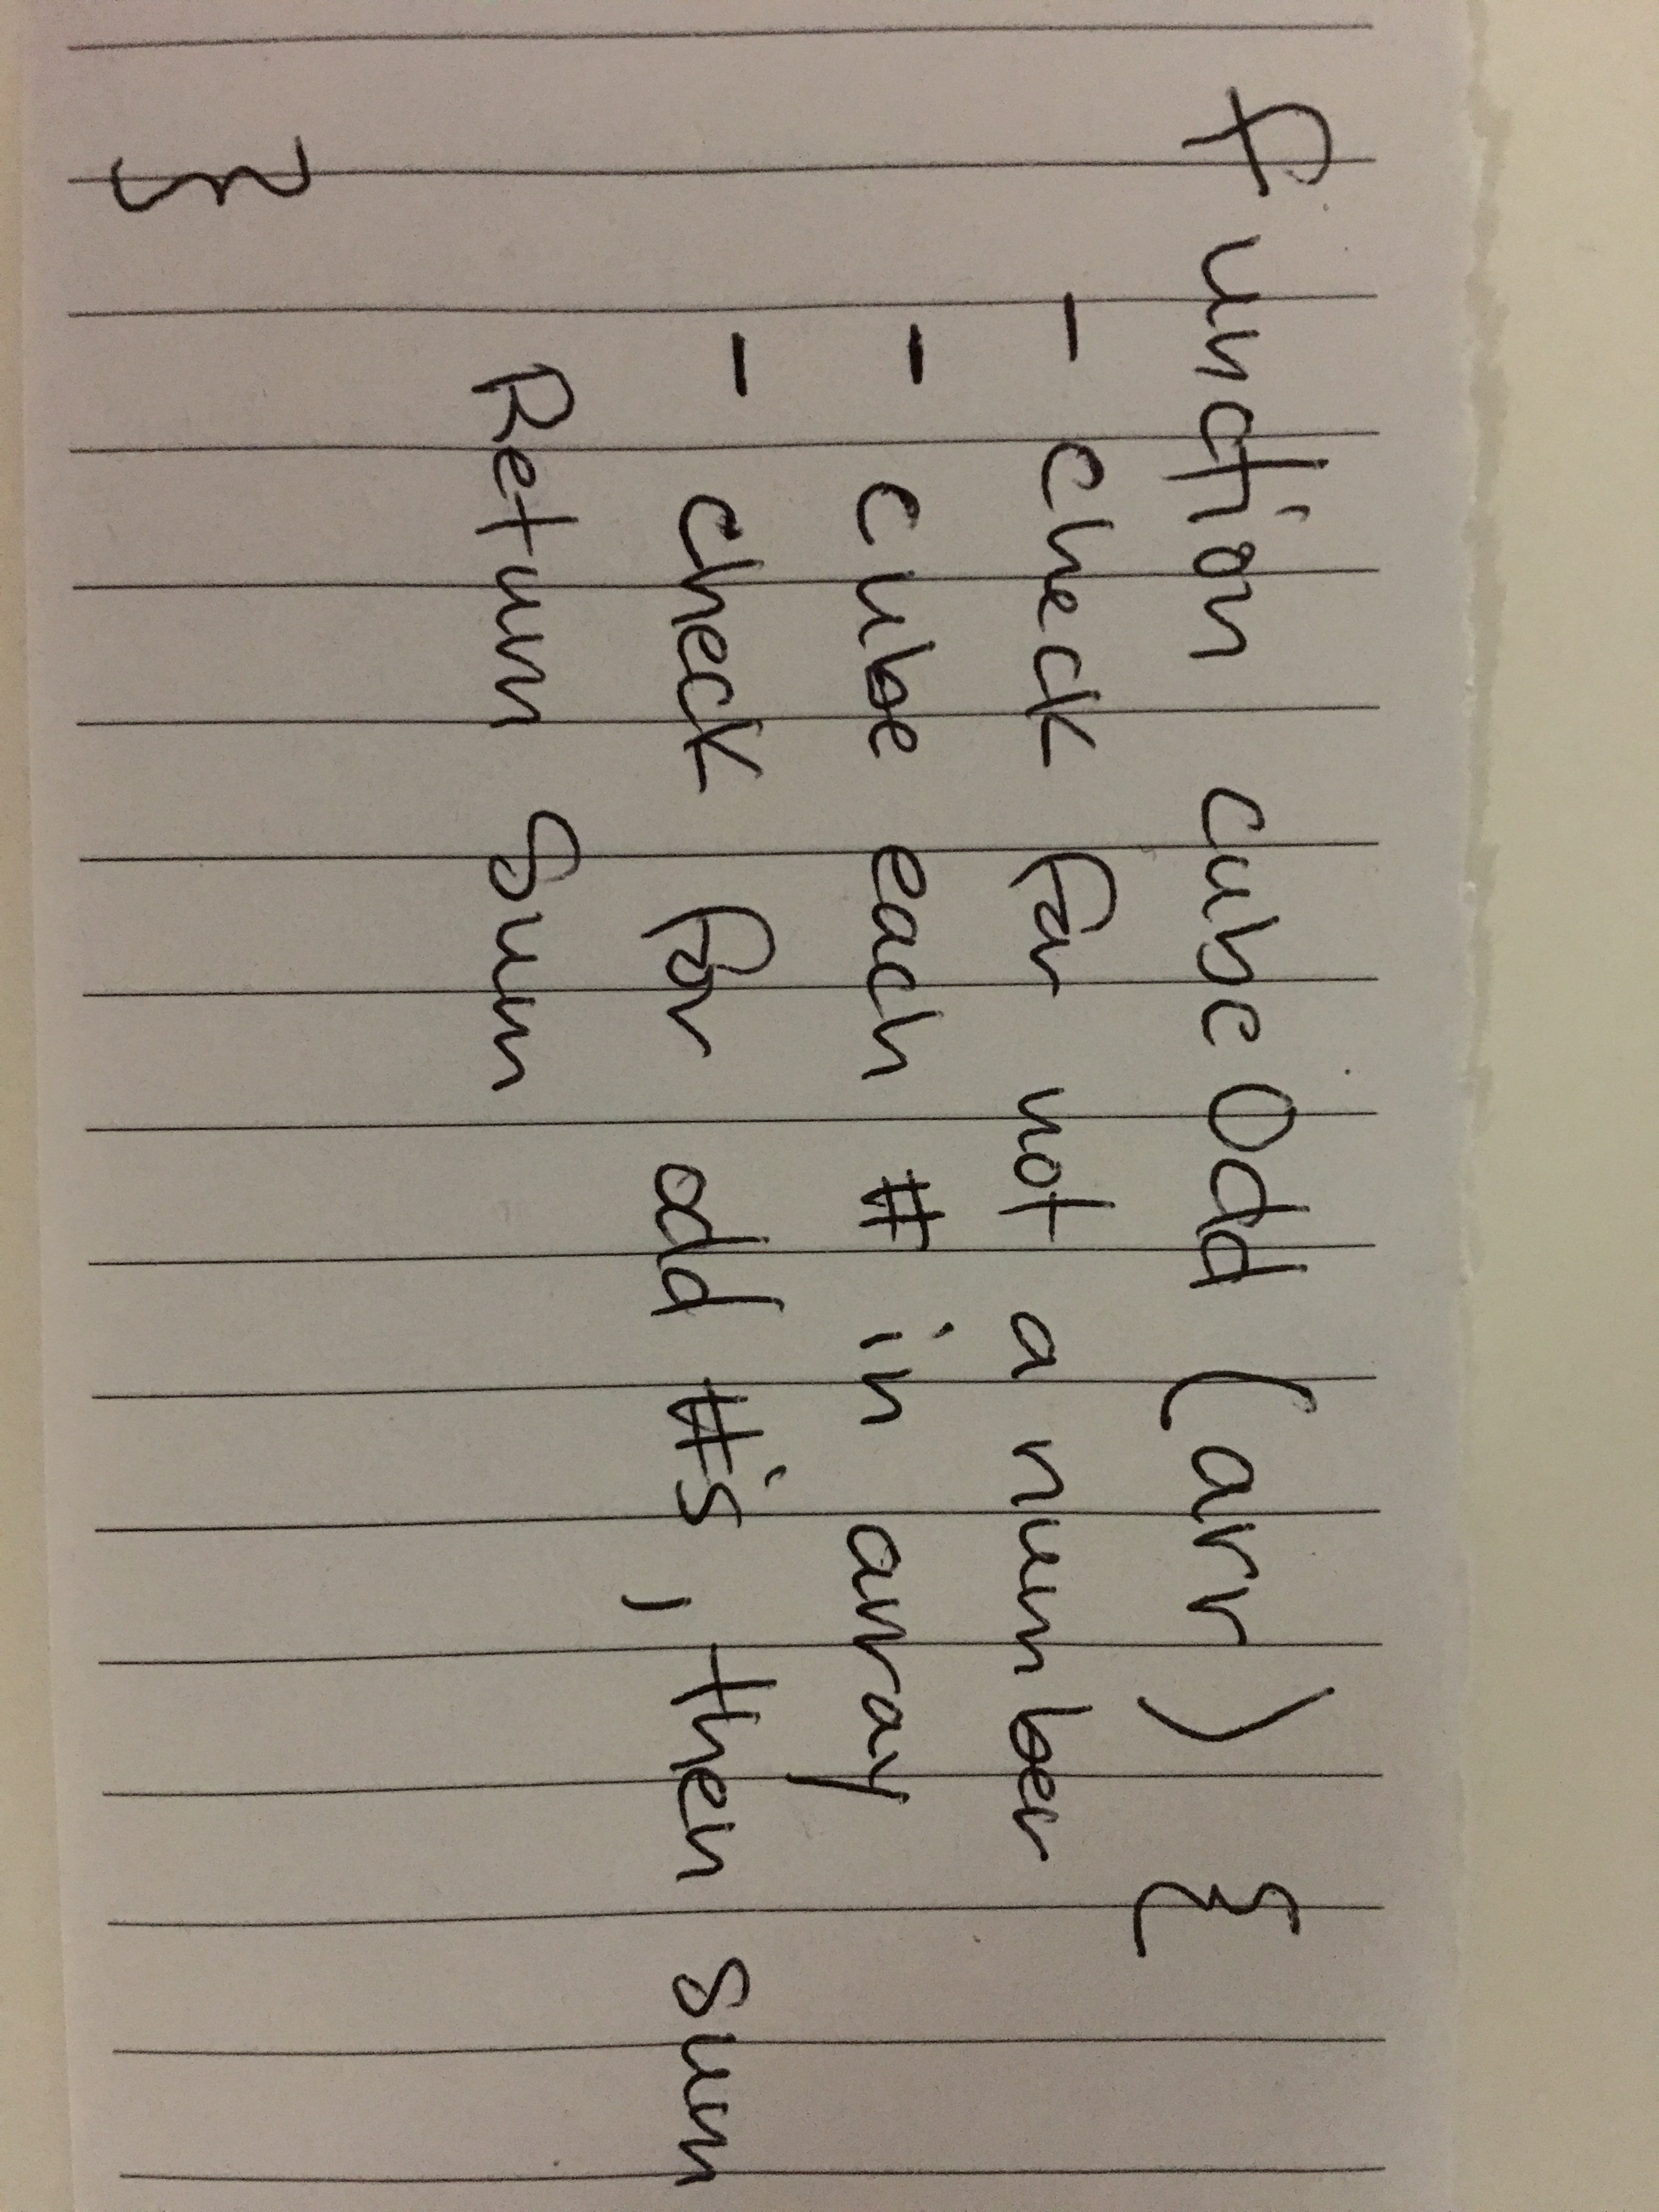 function cubeOdd (arr) {
- check for not a number
- cube each # in array
- check for odd #'s, then sum
Return Sum
}